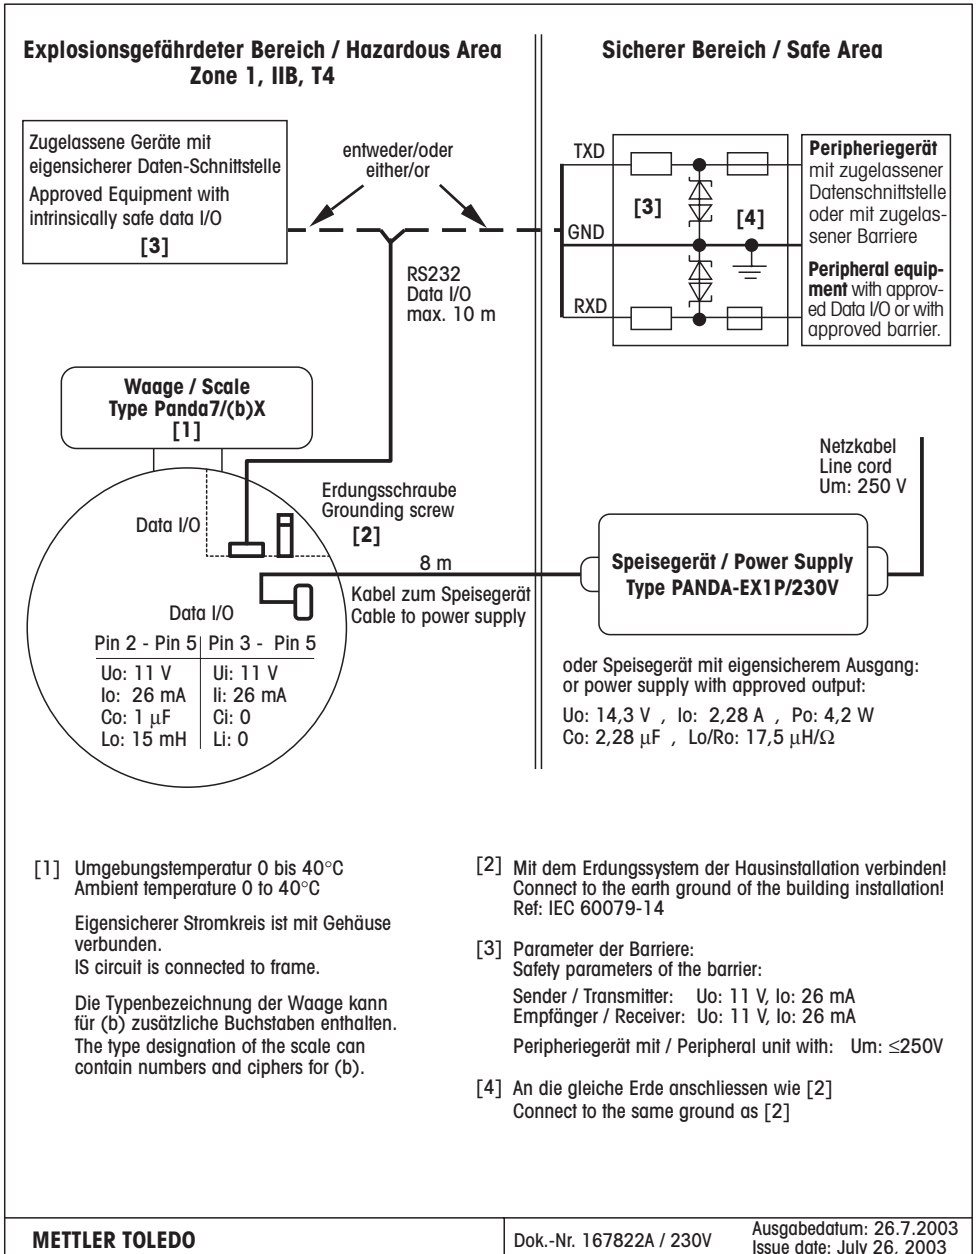 Explosionsgefährdeter Bereich / Hazardous Area
Zone 1, IIB, T4
Sicherer Bereich / Safe Area
Zugelassene Geräte mit
eigensicherer Daten-Schnittstelle
Approved Equipment with
intrinsically safe data I/O
[3]
entweder/oder
either/or
RS232
Data I/O
max. 10 m
TXD
GND
RXD
[3]
[4]
Peripheriegerät
mit zugelassener
Datenschnittstelle
oder mit zugelas-
sener Barriere
Peripheral equip-
ment with approv-
ed Data I/O or with
approved barrier.
Waage / Scale
Type Panda7/(b)X
[1]
Data I/O
Erdungsschraube
Grounding screw
[2]
8 m
Kabel zum Speisegerät
Cable to power supply
Netzkabel
Line cord
Um: 250 V
Speisegerät / Power Supply
Type PANDA-EX1P/230V
Data I/O
Pin 2 - Pin 5 Pin 3 - Pin 5
Uo: 11 V Ui: 11 V
Io: 26 mA Ii: 26 mA
Co: 1 µF Ci: 0
Lo: 15 mH Li: 0
oder Speisegerät mit eigensicherem Ausgang:
or power supply with approved output:
Uo: 14,3 V , Io: 2,28 A , Po: 4,2 W
Co: 2,28 µF , Lo/Ro: 17,5 µH/Ω
[1] Umgebungstemperatur 0 bis 40°C
Ambient temperature 0 to 40°C
Eigensicherer Stromkreis ist mit Gehäuse
verbunden.
IS circuit is connected to frame.
Die Typenbezeichnung der Waage kann
für (b) zusätzliche Buchstaben enthalten.
The type designation of the scale can
contain numbers and ciphers for (b).
[2] Mit dem Erdungssystem der Hausinstallation verbinden!
Connect to the earth ground of the building installation!
Ref: IEC 60079-14
[3] Parameter der Barriere:
Safety parameters of the barrier:
Sender / Transmitter: Uo: 11 V, Io: 26 mA
Empfänger / Receiver: Uo: 11 V, Io: 26 mA
Peripheriegerät mit / Peripheral unit with: Um: ≤250V
[4] An die gleiche Erde anschliessen wie [2]
Connect to the same ground as [2]
METTLER TOLEDO
Dok.-Nr. 167822A / 230V
Ausgabedatum: 26.7.2003
Issue date: July 26, 2003